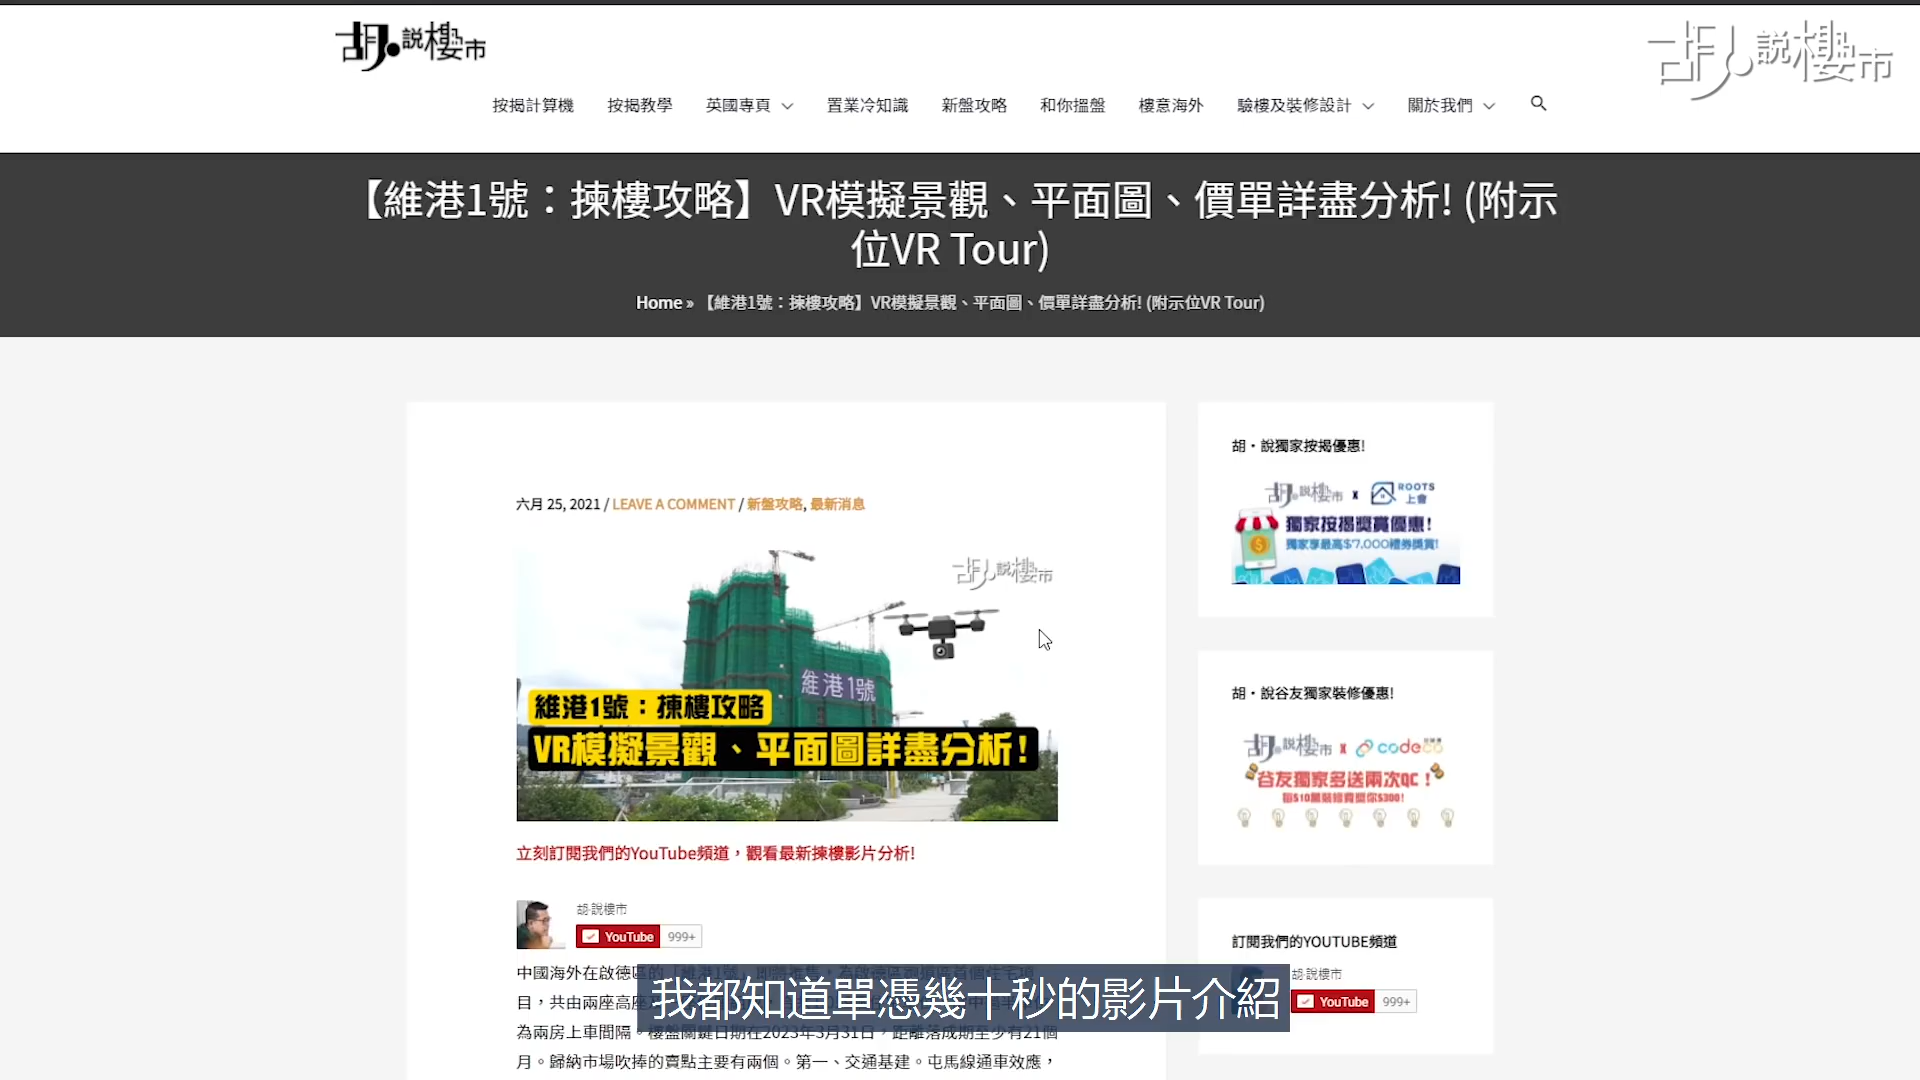 胡.說樓市
胡.說樓市
按揭計算機 按揭教學 英國專頁 置業冷知識 新盤攻略 和你搵盤 樓意海外 驗樓及裝修設計 關於我們
【維港1號：揀樓攻略】VR模擬景觀、平面圖、價單詳盡分析! (附示
位VR Tour)
Home » 【維港1號：揀樓攻略】VR模擬景觀、平面圖、價單詳盡分析! (附示位VR Tour)
六月 25, 2021 / LEAVE A COMMENT / 新盤攻略, 最新消息
胡.說樓市
維港1號
維港1號：揀樓攻略
VR模擬景觀、平面圖詳盡分析!
立刻訂閱我們的YouTube頻道，觀看最新揀樓影片分析!
胡‧說樓市
YouTube 999+
中國海外在啟德區的
目，共由兩座高座
為兩房上車間隔。樓盤關鍵日期在2023年3月31日，距離落成期至少有21個
月。歸納市場吹捧的賣點主要有兩個。第一、交通基建。屯馬線通車效應，
胡‧說獨家按揭優惠!
胡.說樓市 x ROOTS 上會
獨家按揭獎賞優惠!
獨家享最高$7,000禮券獎賞!
胡‧說谷友獨家裝修優惠!
胡.說樓市 x codeco
谷友獨家多送兩次QC！
每$10萬裝修費獎你$300!
訂閱我們的YOUTUBE頻道
胡‧說樓市
YouTube 999+
我都知道單憑幾十秒的影片介紹